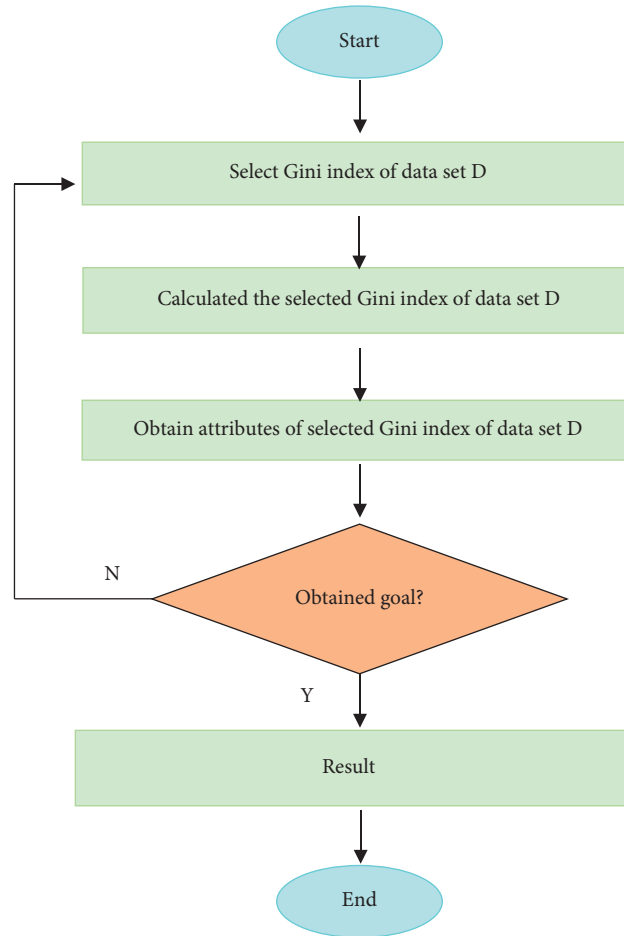 Start
Select Gini index of data set D
Calculated the selected Gini index of data set D
Obtain attributes of selected Gini index of data set D
N
Obtained goal?
Y
Result
End